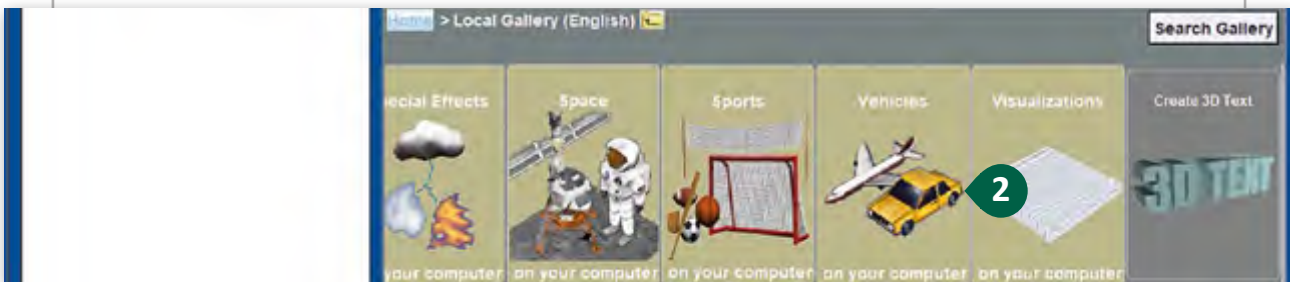 Home > Local Gallery (English)
Search Gallery
ecial Effects
Space
Sports
Vehicles
Visualizations
Create 3D Text
2
3D TEXT
your computer
on your computer
on your computer
on your computer
on your computer